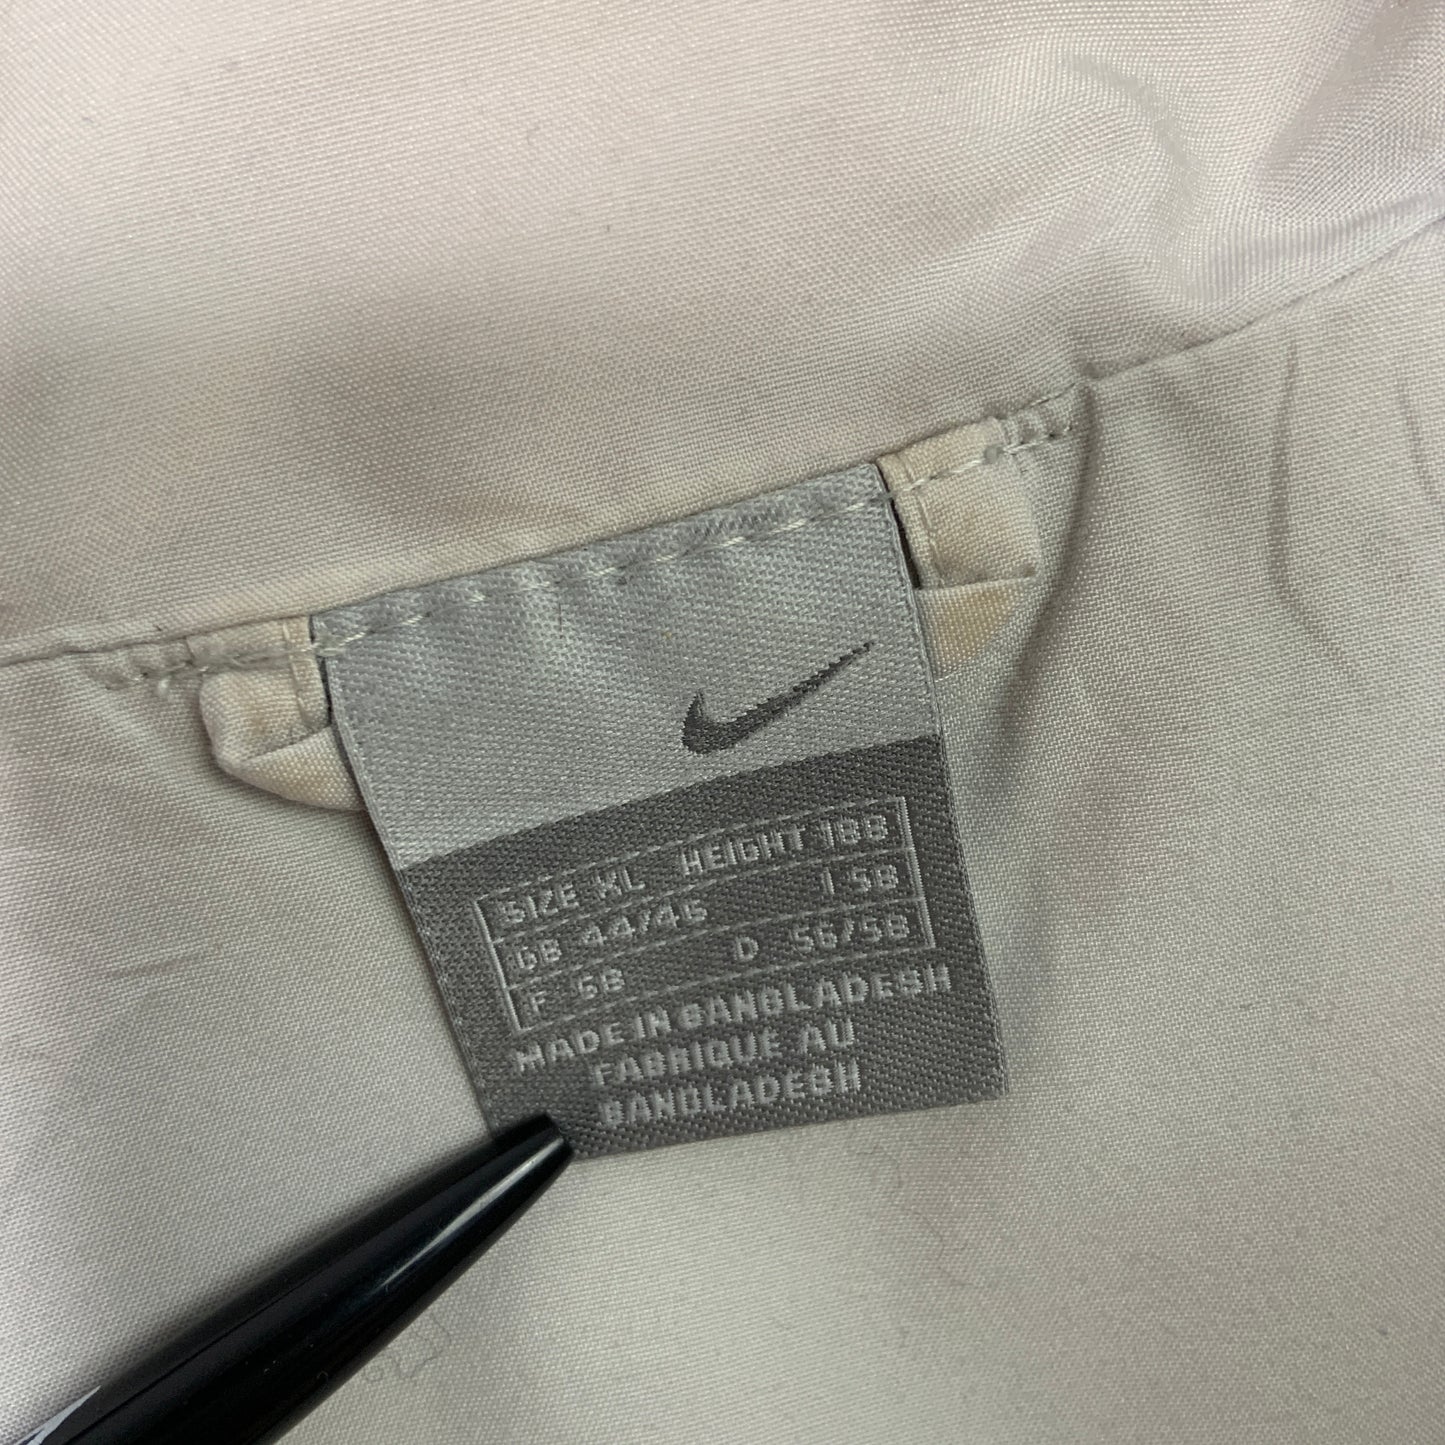 SIZE XL HEIGHT 188
GB 44/46 I 58
F 58 D 56/58
MADE IN BANGLADESH
FABRIQUE AU
BANGLADESH